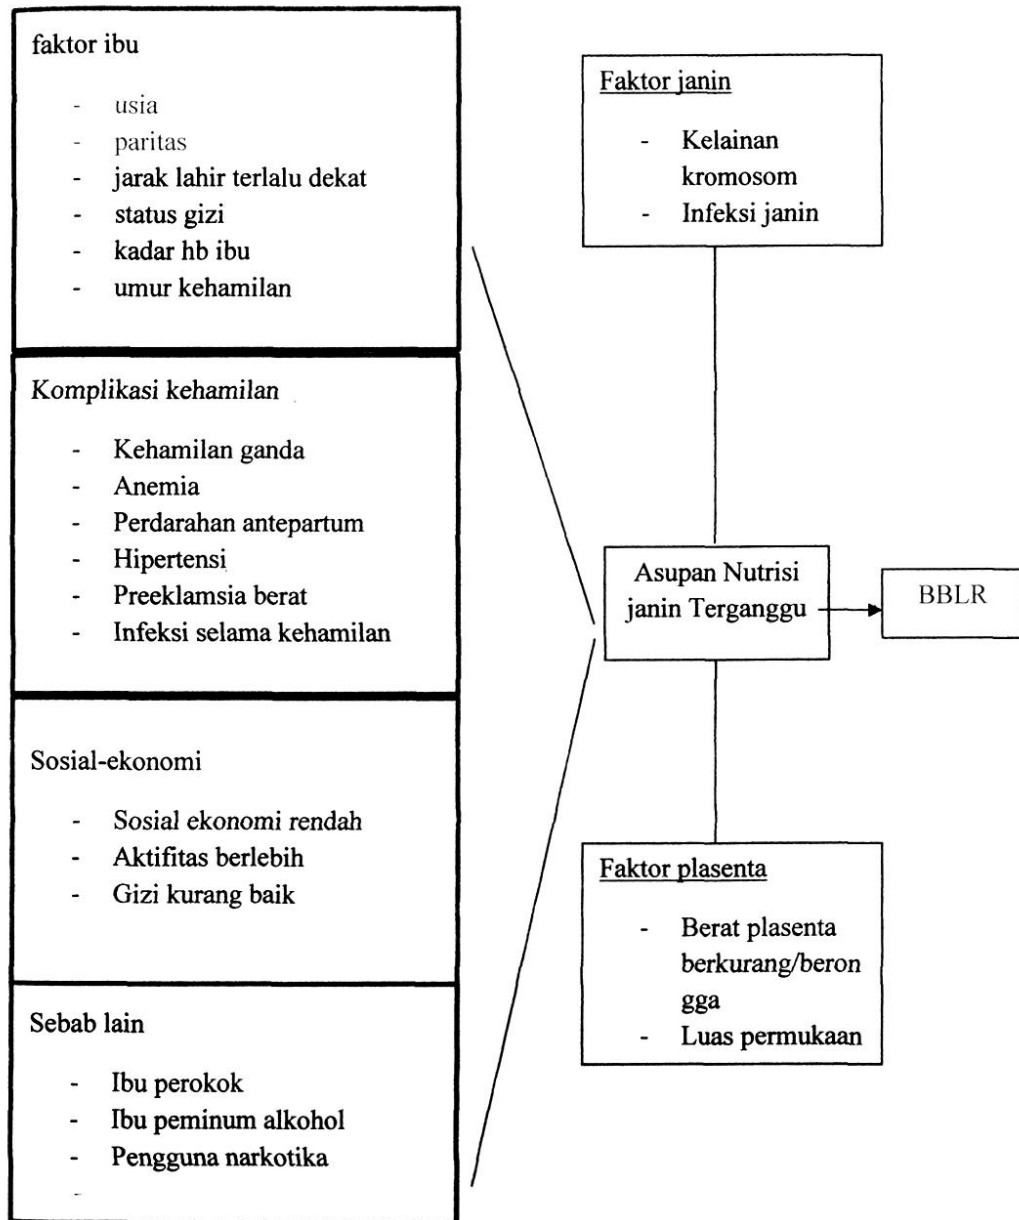 faktor ibu
- usia
- paritas
- jarak lahir terlalu dekat
- status gizi
- kadar hb ibu
- umur kehamilan
Komplikasi kehamilan
- Kehamilan ganda
- Anemia
- Perdarahan antepartum
- Hipertensi
- Preeklamsia berat
- Infeksi selama kehamilan
Sosial-ekonomi
- Sosial ekonomi rendah
- Aktifitas berlebih
- Gizi kurang baik
Sebab lain
- Ibu perokok
- Ibu peminum alkohol
- Pengguna narkotika
-
Faktor janin
- Kelainan
kromosom
- Infeksi janin
Asupan Nutrisi
janin Terganggu
BBLR
Faktor plasenta
- Berat plasenta
berkurang/beron
gga
- Luas permukaan